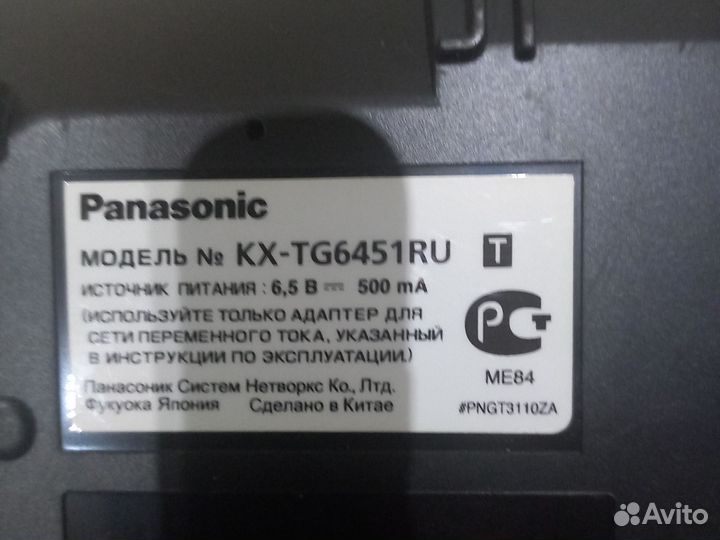 Panasonic
МОДЕЛЬ № KX-TG6451RU T
ИСТОЧНИК ПИТАНИЯ : 6,5 В ⎓ 500 mA
(ИСПОЛЬЗУЙТЕ ТОЛЬКО АДАПТЕР ДЛЯ
СЕТИ ПЕРЕМЕННОГО ТОКА, УКАЗАННЫЙ
В ИНСТРУКЦИИ ПО ЭКСПЛУАТАЦИИ.)
РСТ
ME84
Панасоник Систем Нетворкс Ко., Лтд.
Фукуока Япония Сделано в Китае
#PNGT3110ZA
Avito